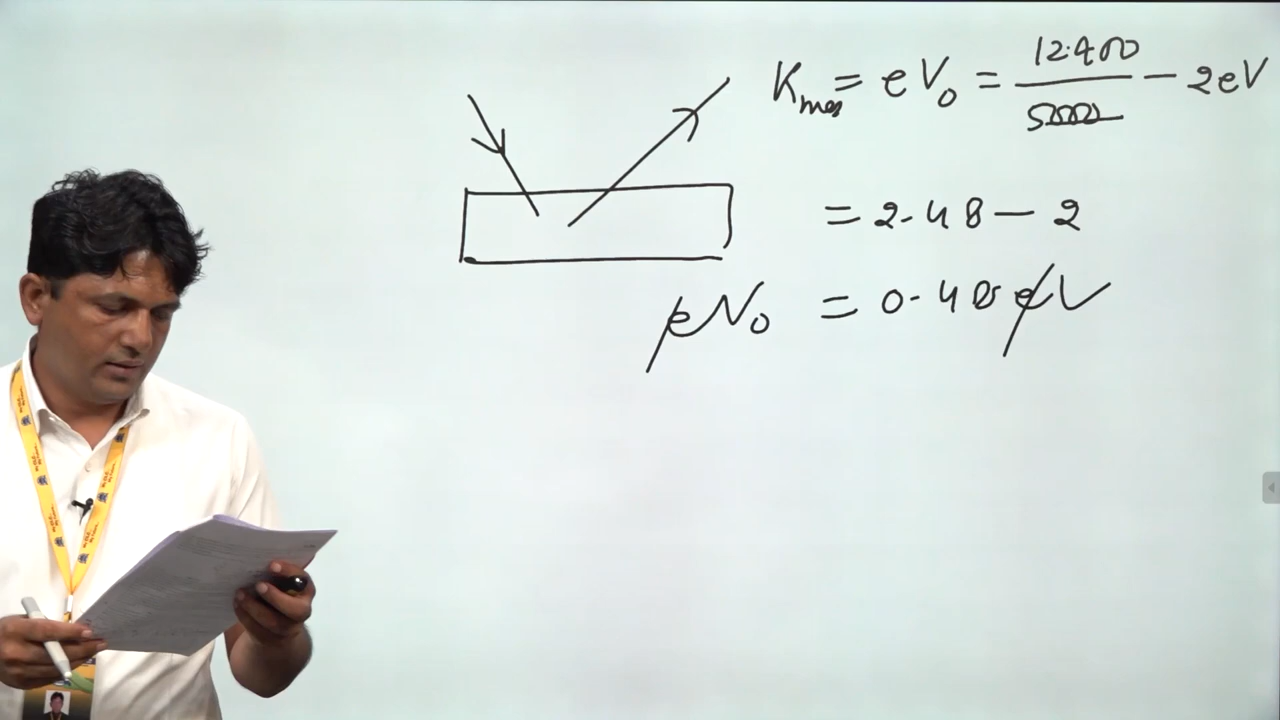 Kmax = eV₀ = 12400/5000 - 2eV
= 2.48 - 2
eV₀ = 0.48 eV